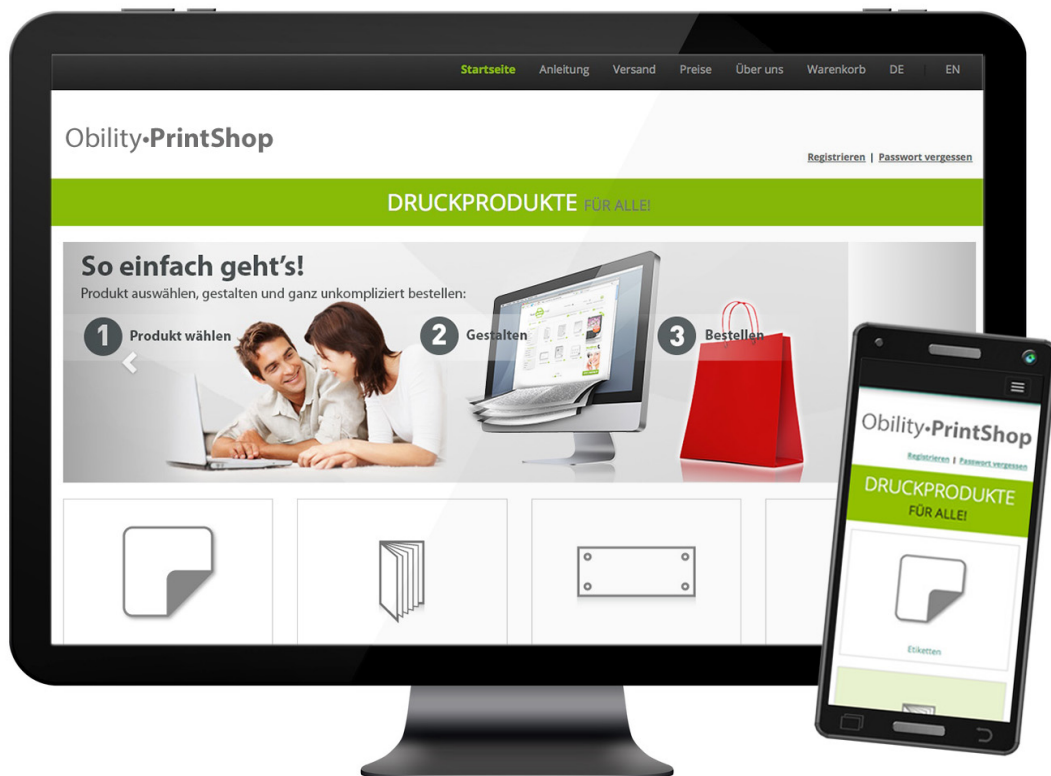 Startseite Anleitung Versand Preise Über uns Warenkorb DE | EN
Obility•PrintShop
Registrieren | Passwort vergessen
DRUCKPRODUKTE FÜR ALLE!
So einfach geht's!
Produkt auswählen, gestalten und ganz unkompliziert bestellen:
1 Produkt wählen 2 Gestalten 3 Bestellen
Obility•PrintShop
Registrieren | Passwort vergessen
DRUCKPRODUKTE
FÜR ALLE!
Etiketten